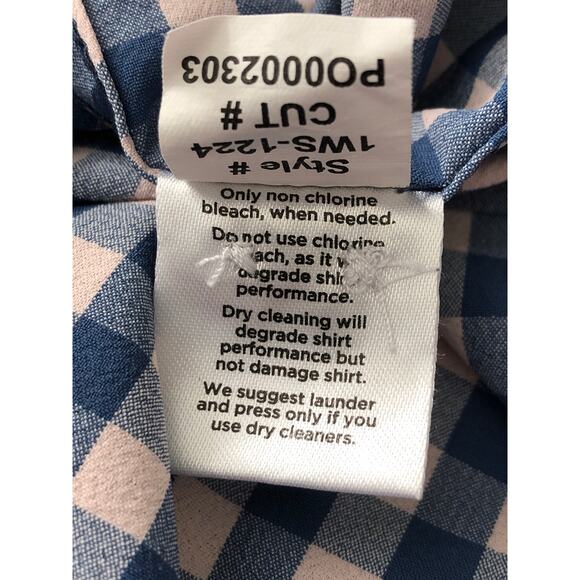 Style #
1WS-1224
CUT #
PO0002303
Only non chlorine
bleach, when needed.
Do not use chlorine
as it
degrade
performance.
Dry cleaning will
degrade shirt
performance but
not damage shirt.
We suggest launder
and press only if you
use dry cleaners.